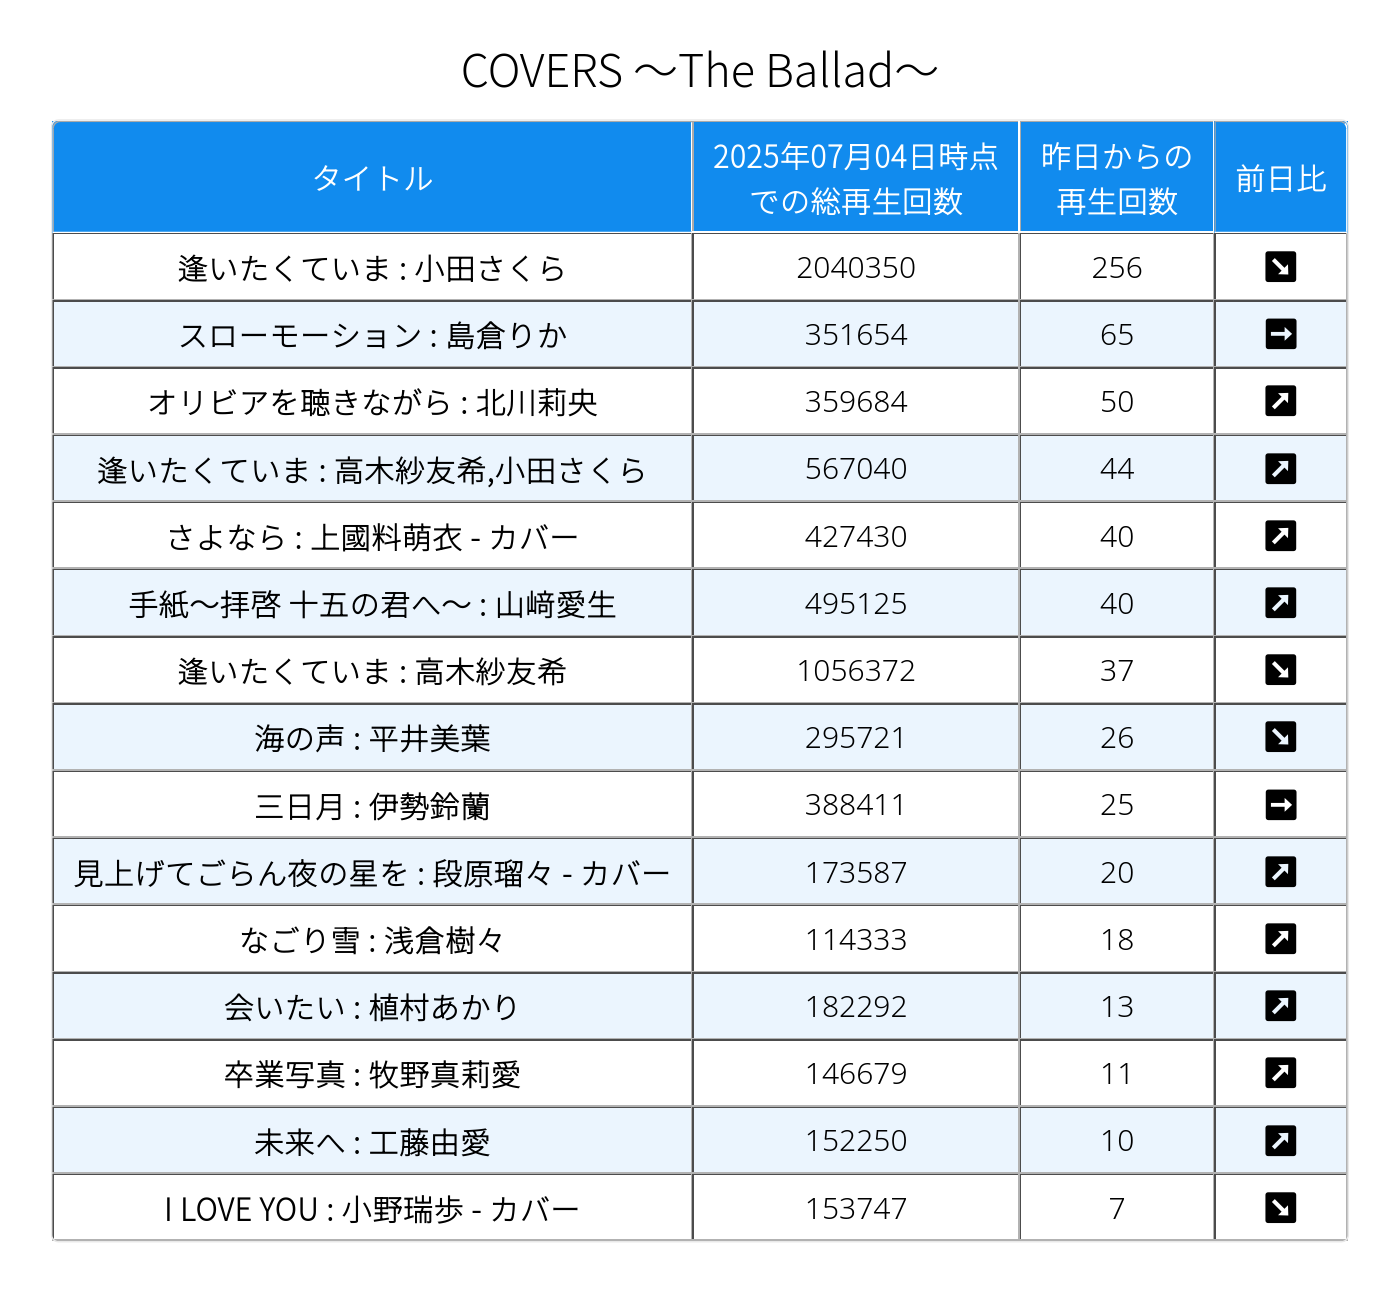 COVERS ～The Ballad～
タイトル 2025年07月04日時点での総再生回数 昨日からの再生回数 前日比
逢いたくていま : 小田さくら 2040350 256 ↘
スローモーション : 島倉りか 351654 65 →
オリビアを聴きながら : 北川莉央 359684 50 ↗
逢いたくていま : 高木紗友希,小田さくら 567040 44 ↗
さよなら : 上國料萌衣 - カバー 427430 40 ↗
手紙～拝啓 十五の君へ～ : 山﨑愛生 495125 40 ↗
逢いたくていま : 高木紗友希 1056372 37 ↘
海の声 : 平井美葉 295721 26 ↘
三日月 : 伊勢鈴蘭 388411 25 →
見上げてごらん夜の星を : 段原瑠々 - カバー 173587 20 ↗
なごり雪 : 浅倉樹々 114333 18 ↗
会いたい : 植村あかり 182292 13 ↗
卒業写真 : 牧野真莉愛 146679 11 ↗
未来へ : 工藤由愛 152250 10 ↗
I LOVE YOU : 小野瑞歩 - カバー 153747 7 ↘